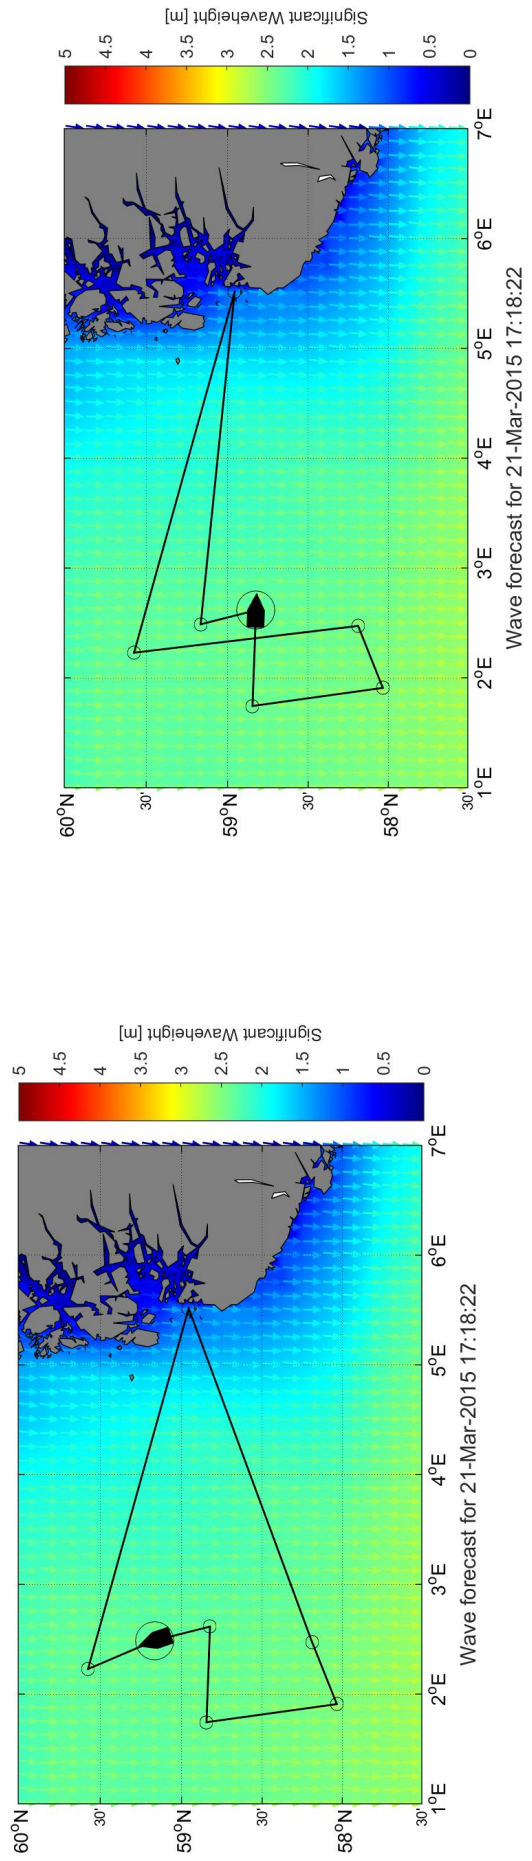 60°N
30'
59°N
30'
58°N
30'
1°E
2°E
3°E
4°E
5°E
6°E
7°E
Wave forecast for 21-Mar-2015 17:18:22
5
4.5
4
3.5
3
2.5
2
1.5
1
0.5
0
Significant Waveheight [m]
60°N
30'
59°N
30'
58°N
30'
1°E
2°E
3°E
4°E
5°E
6°E
7°E
Wave forecast for 21-Mar-2015 17:18:22
5
4.5
4
3.5
3
2.5
2
1.5
1
0.5
0
Significant Waveheight [m]